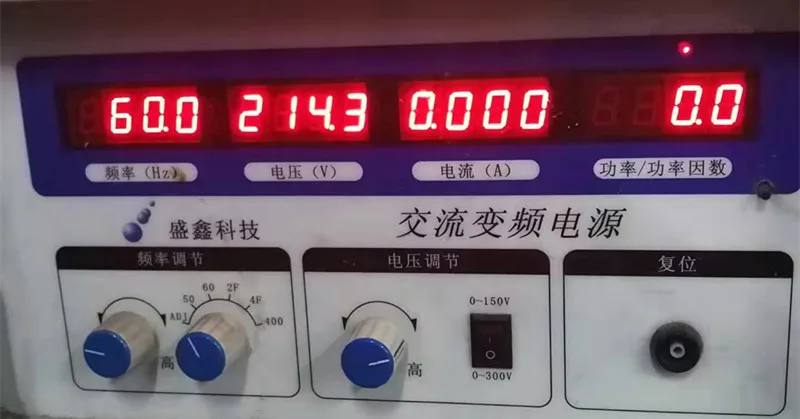 60.0 214.3 0.000 0.0
频率（Hz） 电压（V） 电流（A） 功率/功率因数
盛鑫科技 交流变频电源
频率调节 电压调节 复位
ADJ 50 60 2F 4F 400
高
高
0~150V
0~300V